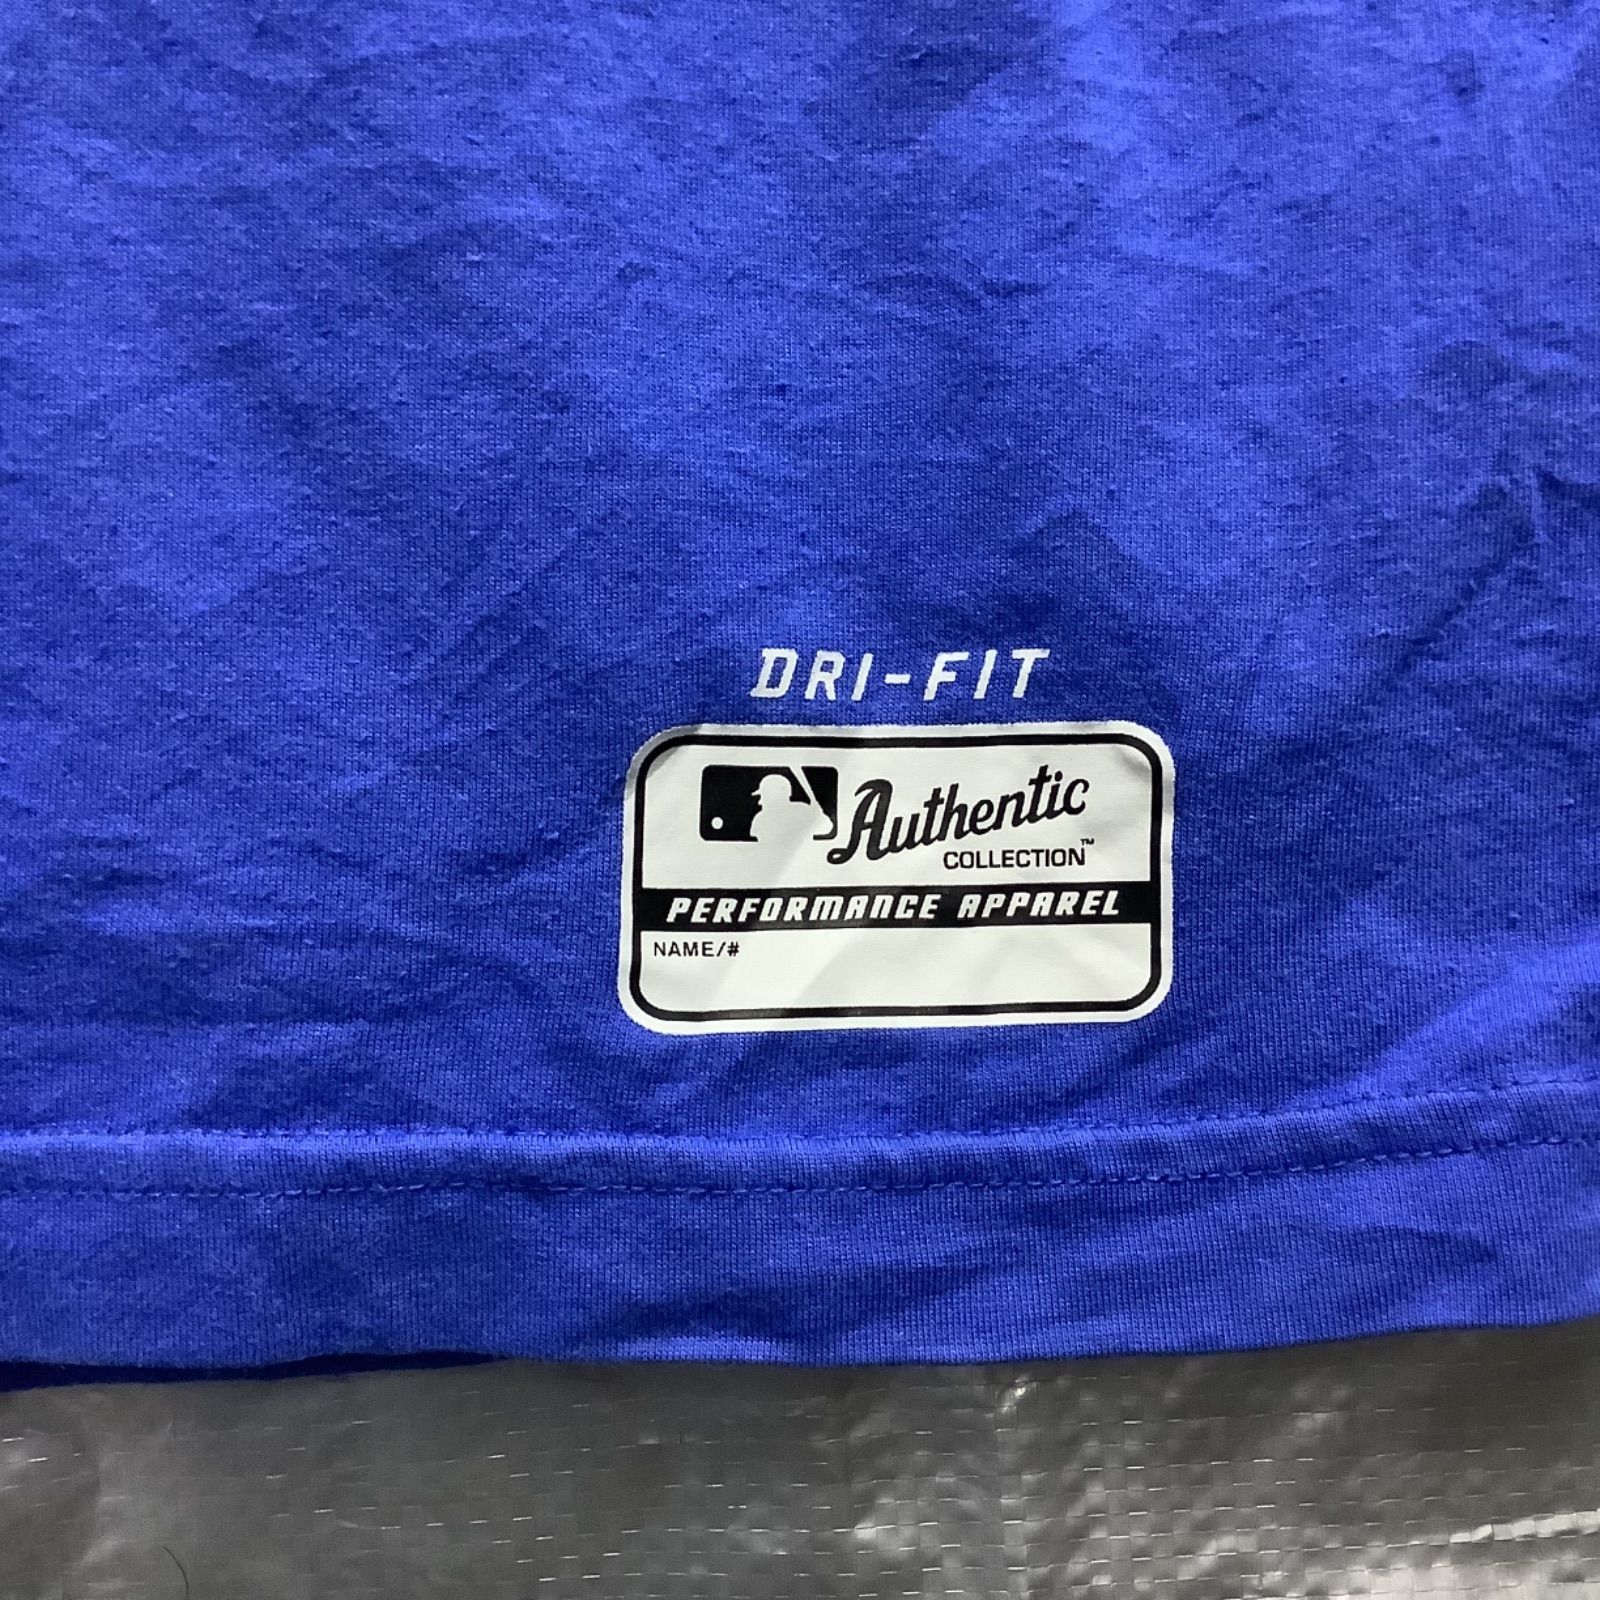 DRI-FIT
Authentic
COLLECTION™
PERFORMANCE APPAREL
NAME/#